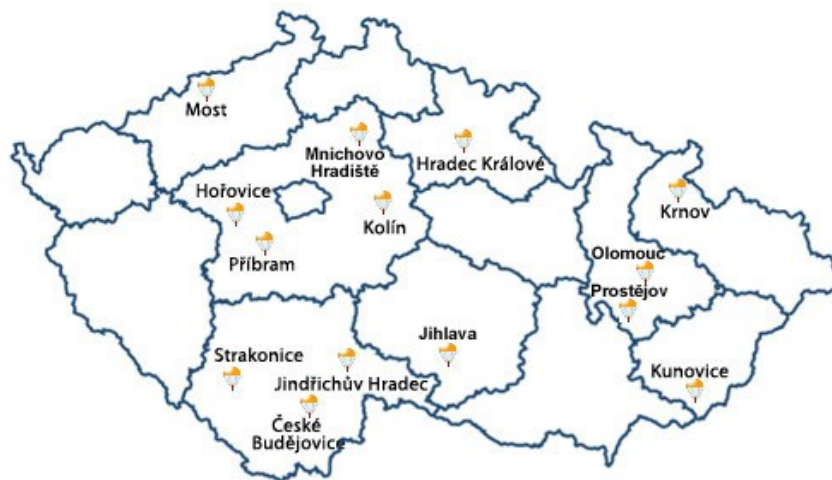 Most
Mnichovo
Hradiště
Hradec Králové
Hořovice
Kolín
Krnov
Příbram
Olomouc
Prostějov
Jihlava
Strakonice
Jindřichův Hradec
Kunovice
České
Budějovice